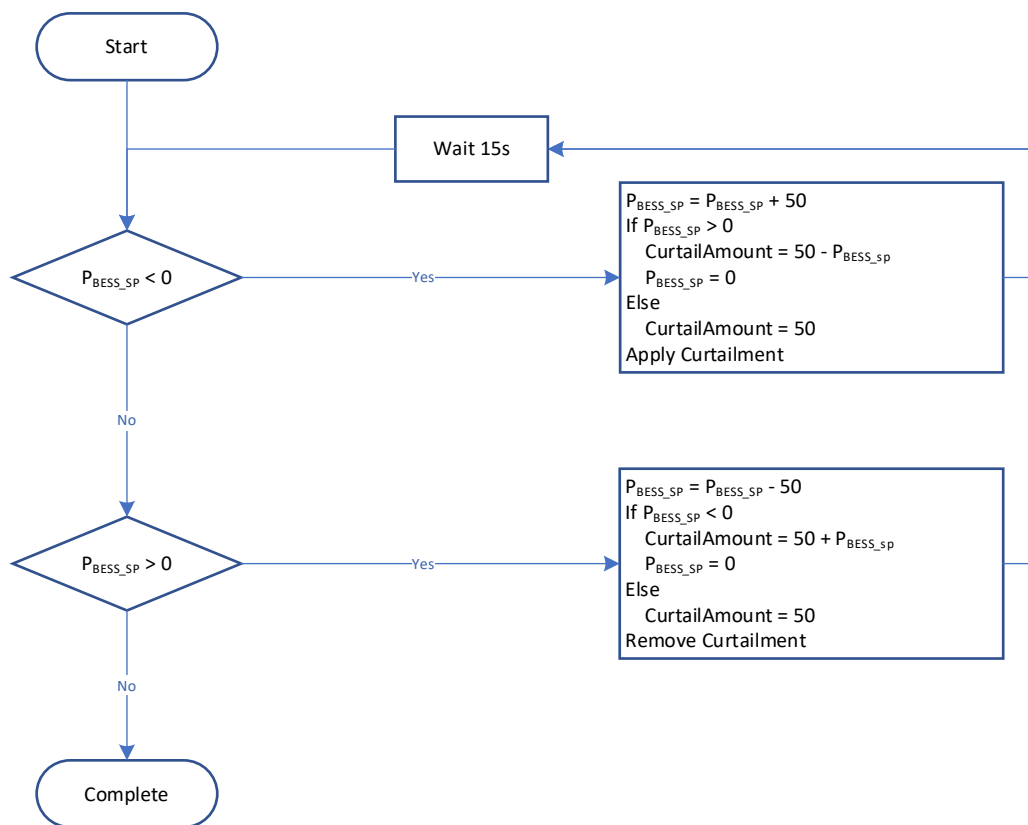 Start
Wait 15s
P_BESS_SP < 0
Yes
P_BESS_SP = P_BESS_SP + 50
If P_BESS_SP > 0
CurtailAmount = 50 - P_BESS_sp
P_BESS_SP = 0
Else
CurtailAmount = 50
Apply Curtailment
No
P_BESS_SP > 0
Yes
P_BESS_SP = P_BESS_SP - 50
If P_BESS_SP < 0
CurtailAmount = 50 + P_BESS_sp
P_BESS_SP = 0
Else
CurtailAmount = 50
Remove Curtailment
No
Complete